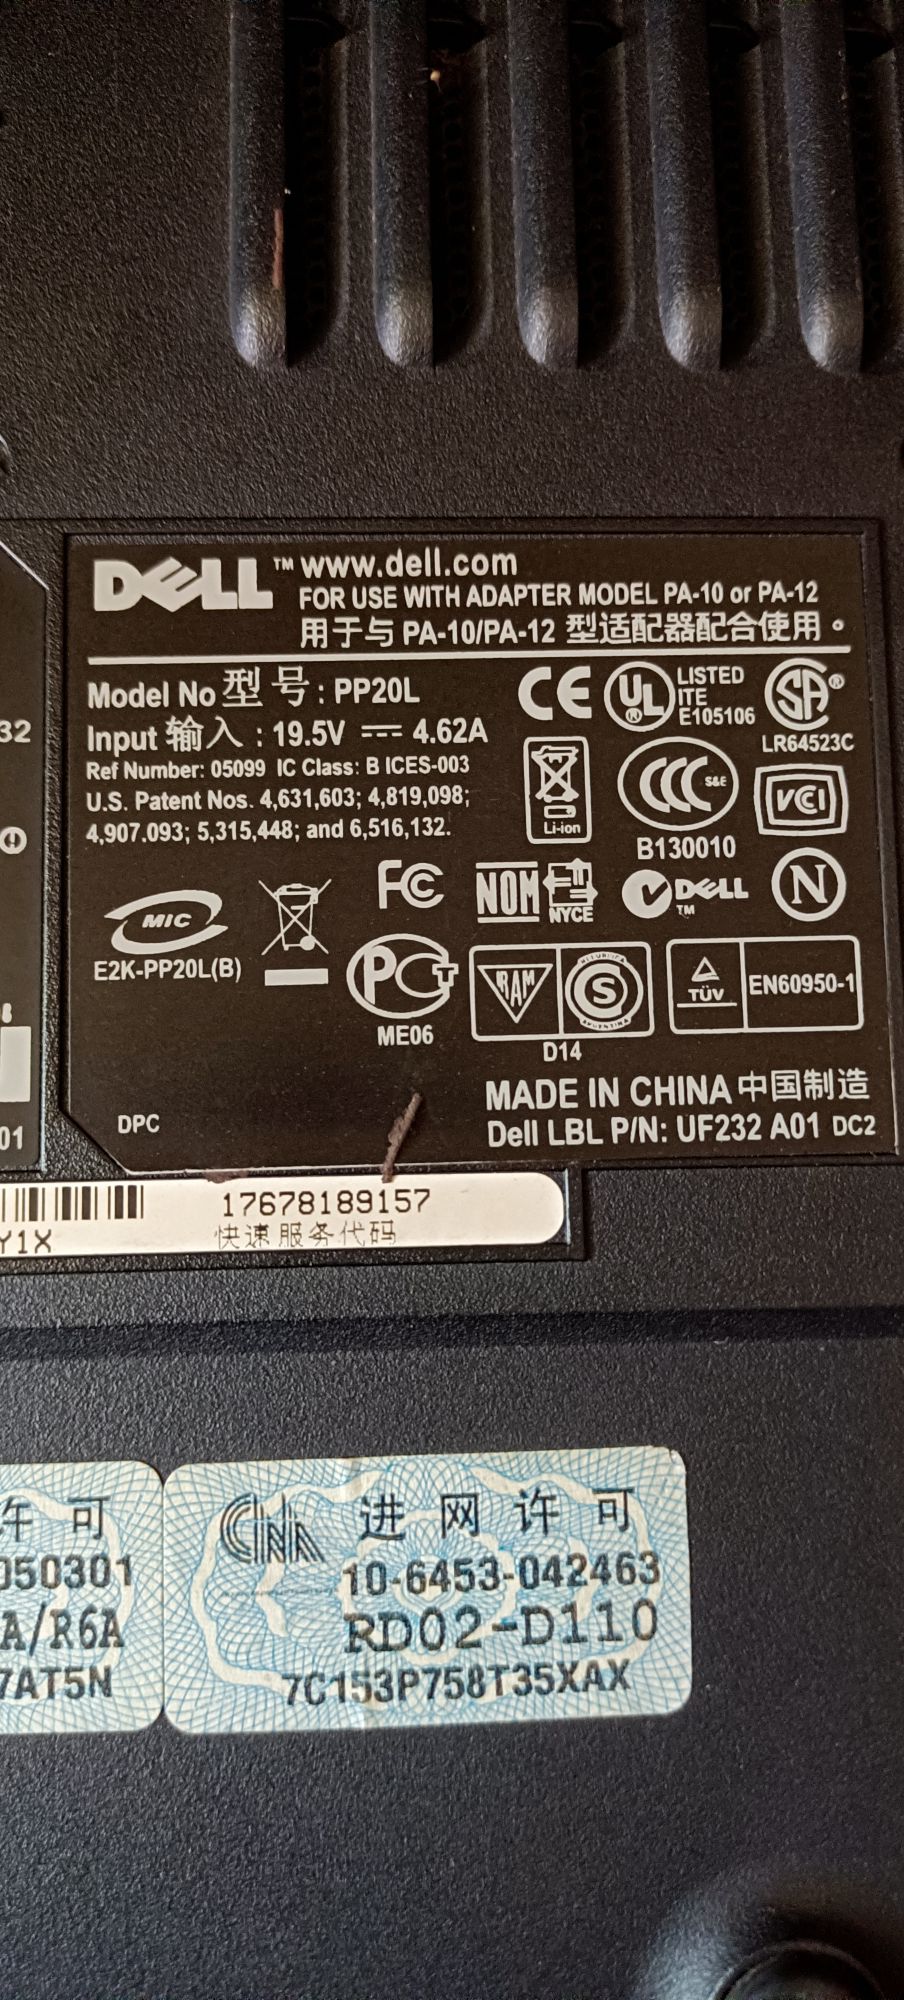 DELL™ www.dell.com
FOR USE WITH ADAPTER MODEL PA-10 or PA-12
用于与 PA-10/PA-12 型适配器配合使用。
Model No 型 号 : PP20L
Input 输入 : 19.5V ⎓ 4.62A
Ref Number: 05099 IC Class: B ICES-003
U.S. Patent Nos. 4,631,603; 4,819,098;
4,907.093; 5,315,448; and 6,516,132.
CE UL LISTED
ITE
E105106
SA
LR64523C
Li-ion
CCC S&E
B130010
VCI
MIC
E2K-PP20L(B)
FC
NOM
NYCE
DELL™
N
PCT
ME06
IRAM
S
D14
TÜV
EN60950-1
MADE IN CHINA 中国制造
Dell LBL P/N: UF232 A01 DC2
DPC
32
01
17678189157
Y1X 快速服务代码
许 可
050301
A/R6A
7AT5N
CNA 进 网 许 可
10-6453-042463
RD02-D110
7C153P758T35XAX